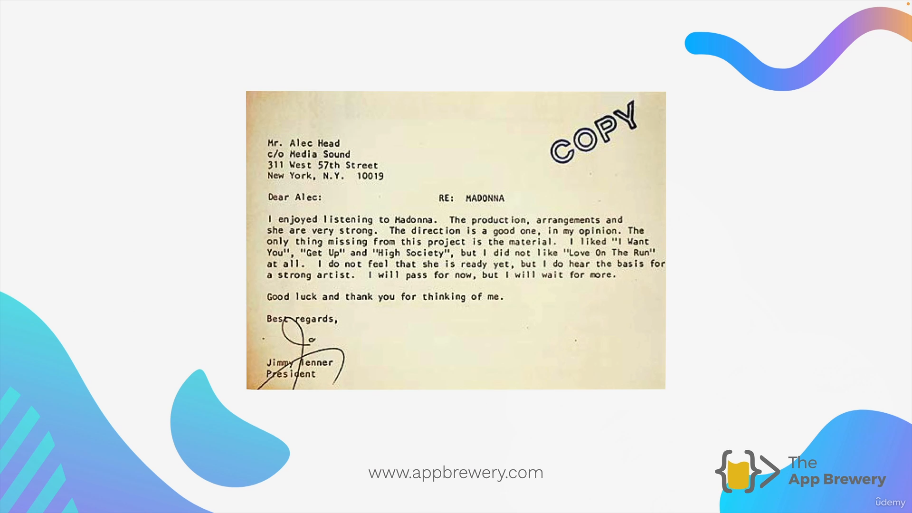 COPY
Mr. Alec Head
c/o Media Sound
311 West 57th Street
New York, N.Y. 10019
Dear Alec:
RE: MADONNA
I enjoyed listening to Madonna. The production, arrangements and
she are very strong. The direction is a good one, in my opinion. The
only thing missing from this project is the material. I liked "I Want
You", "Get Up" and "High Society", but I did not like "Love On The Run"
at all. I do not feel that she is ready yet, but I do hear the basis for
a strong artist. I will pass for now, but I will wait for more.
Good luck and thank you for thinking of me.
Best regards,
Jimmy Ienner
President
www.appbrewery.com
The
App Brewery
ûdemy